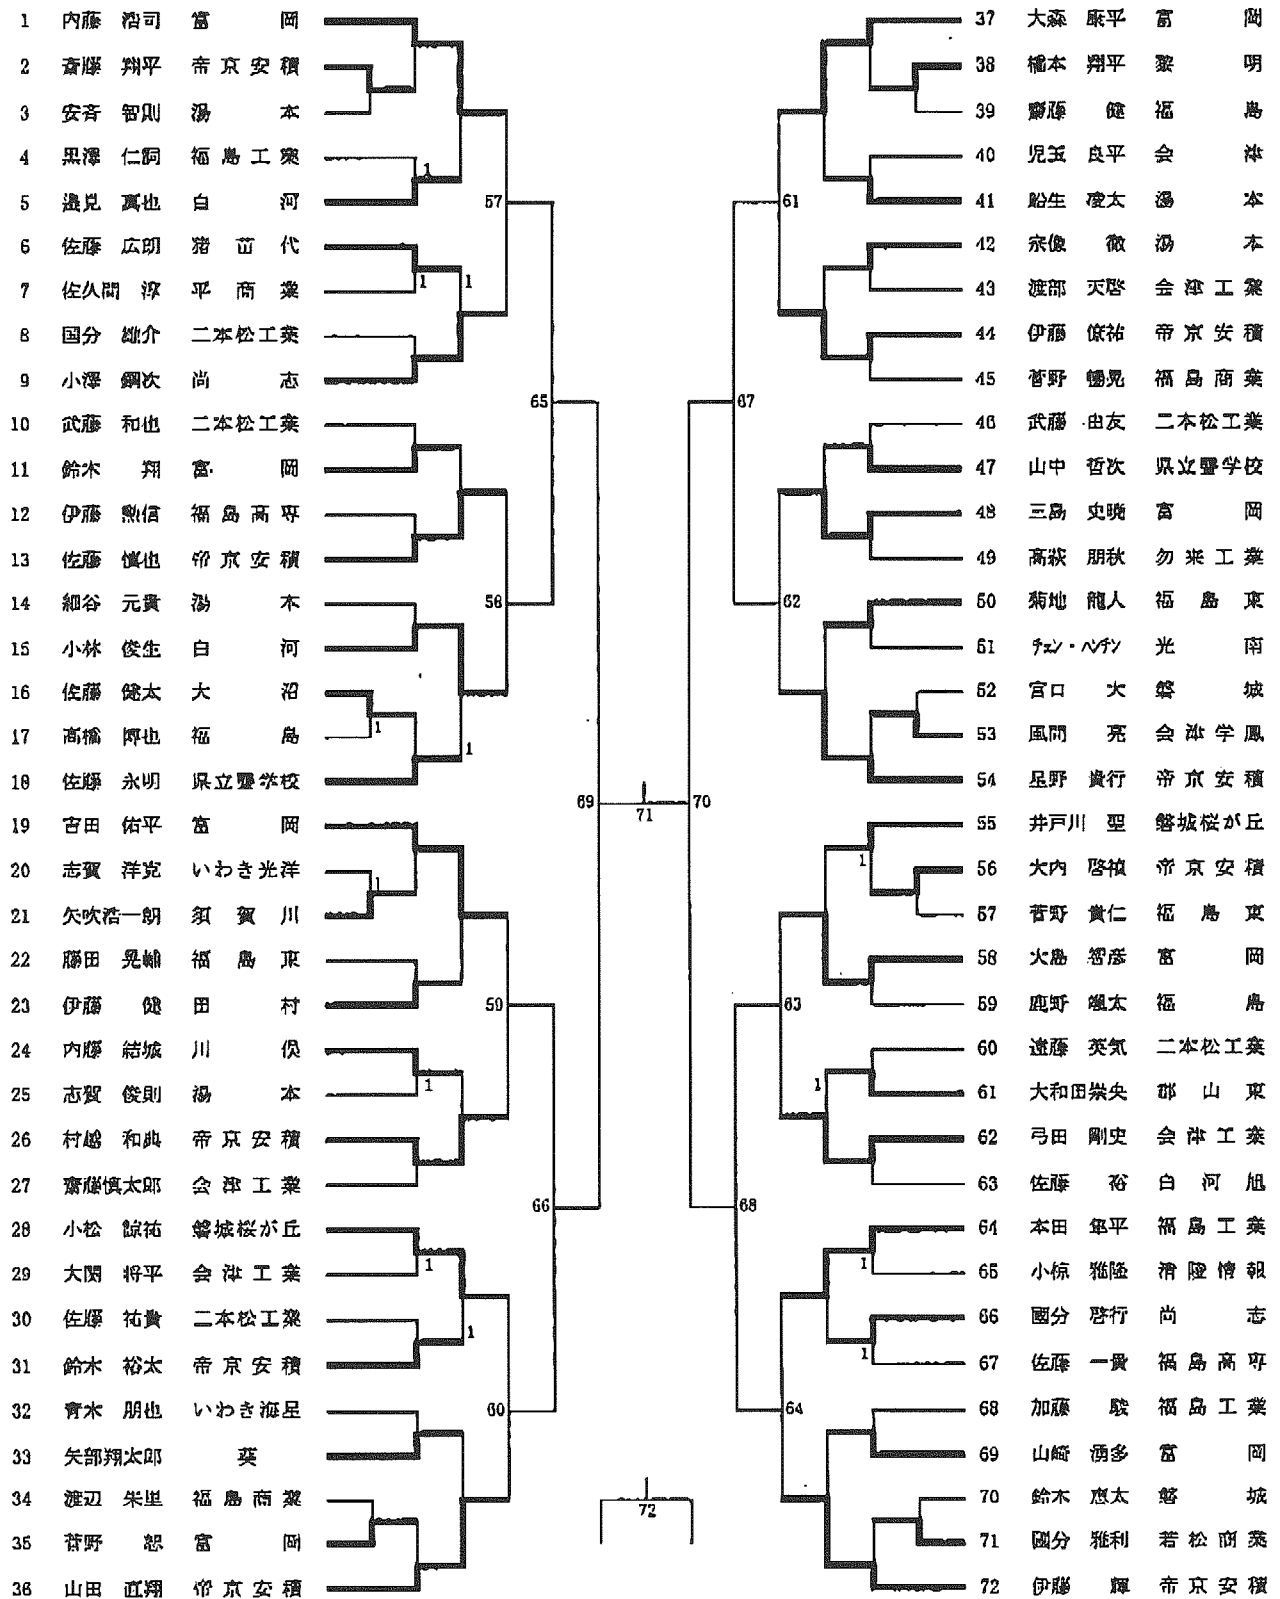 1 内藤 浩司 富岡
2 斎藤 翔平 帝京安積
3 安斉 智則 湯本
4 黒澤 仁嗣 福島工業
5 邉見 真也 白河
6 佐藤 広朗 猪苗代
7 佐久間 淳 平商業
8 国分 雄介 二本松工業
9 小澤 鋼次 尚志
10 武藤 和也 二本松工業
11 鈴木 翔 富岡
12 伊藤 勲信 福島高専
13 佐藤 慎也 帝京安積
14 細谷 元貴 湯本
15 小林 俊生 白河
16 佐藤 健太 大沼
17 高橋 博也 福島
18 佐藤 永明 県立聾学校
19 吉田 佑平 富岡
20 志賀 洋克 いわき光洋
21 矢吹浩一朗 須賀川
22 藤田 晃輔 福島東
23 伊藤 健 田村
24 内藤 結城 川俣
25 志賀 俊則 湯本
26 村越 和典 帝京安積
27 齋藤慎太郎 会津工業
28 小松 諒祐 磐城桜が丘
29 大関 将平 会津工業
30 佐藤 祐貴 二本松工業
31 鈴木 裕太 帝京安積
32 青木 朋也 いわき海星
33 矢部翔太郎 葵
34 渡辺 朱里 福島商業
35 菅野 恕 富岡
36 山田 直翔 帝京安積
1
57
1
1
65
58
1
1
69
1
59
1
66
1
1
60
71
72
37 大森 康平 富岡
38 橋本 翔平 黎明
39 齋藤 健 福島
40 児玉 良平 会津
41 船生 凌太 湯本
42 宗像 徹 湯本
43 渡部 天啓 会津工業
44 伊藤 僚祐 帝京安積
45 菅野 暢晃 福島商業
46 武藤 由友 二本松工業
47 山中 哲次 県立聾学校
48 三島 史暁 富岡
49 高萩 朋秋 勿来工業
50 菊地 龍人 福島東
51 チェン・ハンチン 光南
52 宮口 大 磐城
53 風間 亮 会津学鳳
54 星野 貴行 帝京安積
55 井戸川 聖 磐城桜が丘
56 大内 啓禎 帝京安積
57 菅野 貴仁 福島東
58 大島 智彦 富岡
59 鹿野 颯太 福島
60 遠藤 英気 二本松工業
61 大和田崇央 郡山東
62 弓田 剛史 会津工業
63 佐藤 裕 白河旭
64 本田 隼平 福島工業
65 小椋 雅隆 清陵情報
66 國分 啓行 尚志
67 佐藤 一貴 福島高専
68 加藤 駿 福島工業
69 山崎 湧多 富岡
70 鈴木 恵太 磐城
71 國分 雅利 若松商業
72 伊藤 輝 帝京安積
61
67
62
70
1
63
1
68
1
1
64